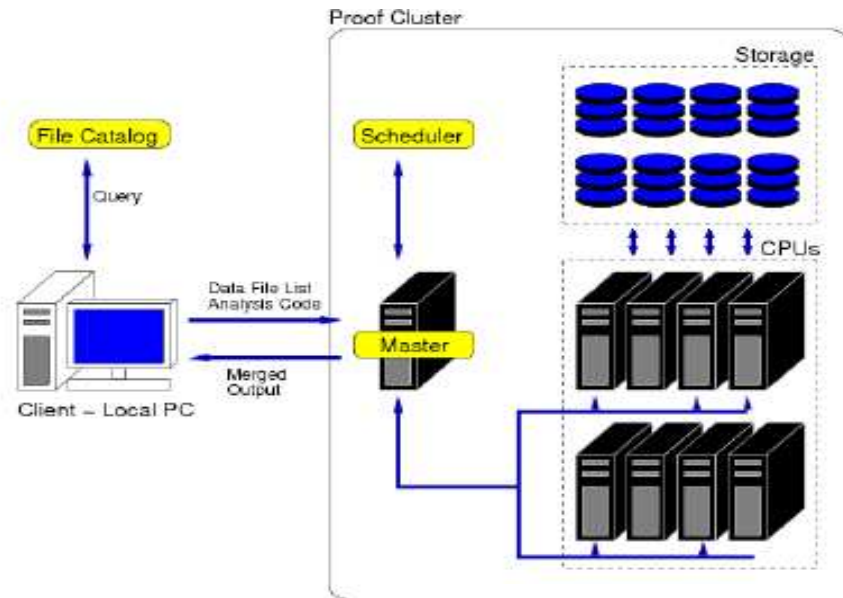 Proof Cluster
Storage
File Catalog
Scheduler
Query
CPUs
Data File List
Analysis Code
Master
Merged
Output
Client – Local PC